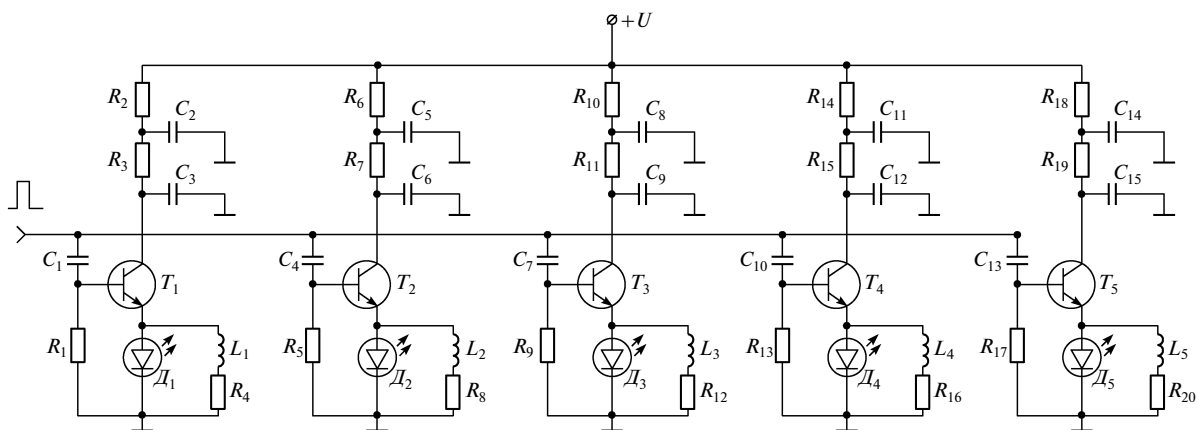 +U
R₂ C₂ R₆ C₅ R₁₀ C₈ R₁₄ C₁₁ R₁₈ C₁₄
R₃ C₃ R₇ C₆ R₁₁ C₉ R₁₅ C₁₂ R₁₉ C₁₅
C₁ T₁ C₄ T₂ C₇ T₃ C₁₀ T₄ C₁₃ T₅
R₁ Д₁ L₁ R₅ Д₂ L₂ R₉ Д₃ L₃ R₁₃ Д₄ L₄ R₁₇ Д₅ L₅
R₄ R₈ R₁₂ R₁₆ R₂₀